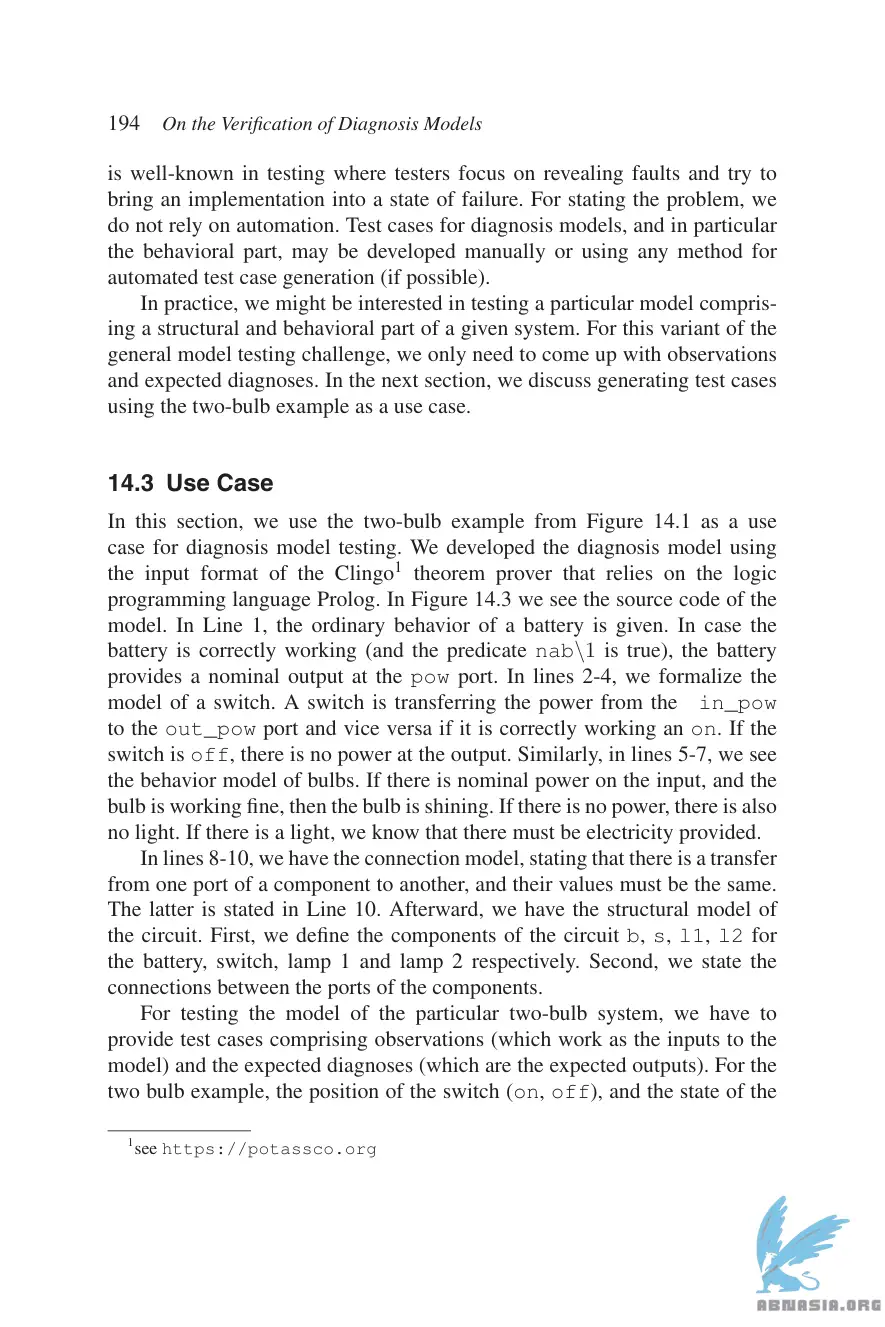 194 On the Verification of Diagnosis Models
is well-known in testing where testers focus on revealing faults and try to
bring an implementation into a state of failure. For stating the problem, we
do not rely on automation. Test cases for diagnosis models, and in particular
the behavioral part, may be developed manually or using any method for
automated test case generation (if possible).
In practice, we might be interested in testing a particular model compris-
ing a structural and behavioral part of a given system. For this variant of the
general model testing challenge, we only need to come up with observations
and expected diagnoses. In the next section, we discuss generating test cases
using the two-bulb example as a use case.
14.3 Use Case
In this section, we use the two-bulb example from Figure 14.1 as a use
case for diagnosis model testing. We developed the diagnosis model using
the input format of the Clingo1 theorem prover that relies on the logic
programming language Prolog. In Figure 14.3 we see the source code of the
model. In Line 1, the ordinary behavior of a battery is given. In case the
battery is correctly working (and the predicate nab\1 is true), the battery
provides a nominal output at the pow port. In lines 2-4, we formalize the
model of a switch. A switch is transferring the power from the in_pow
to the out_pow port and vice versa if it is correctly working an on. If the
switch is off, there is no power at the output. Similarly, in lines 5-7, we see
the behavior model of bulbs. If there is nominal power on the input, and the
bulb is working fine, then the bulb is shining. If there is no power, there is also
no light. If there is a light, we know that there must be electricity provided.
In lines 8-10, we have the connection model, stating that there is a transfer
from one port of a component to another, and their values must be the same.
The latter is stated in Line 10. Afterward, we have the structural model of
the circuit. First, we define the components of the circuit b, s, l1, l2 for
the battery, switch, lamp 1 and lamp 2 respectively. Second, we state the
connections between the ports of the components.
For testing the model of the particular two-bulb system, we have to
provide test cases comprising observations (which work as the inputs to the
model) and the expected diagnoses (which are the expected outputs). For the
two bulb example, the position of the switch (on, off), and the state of the
1see https://potassco.org
ABNASIA.ORG